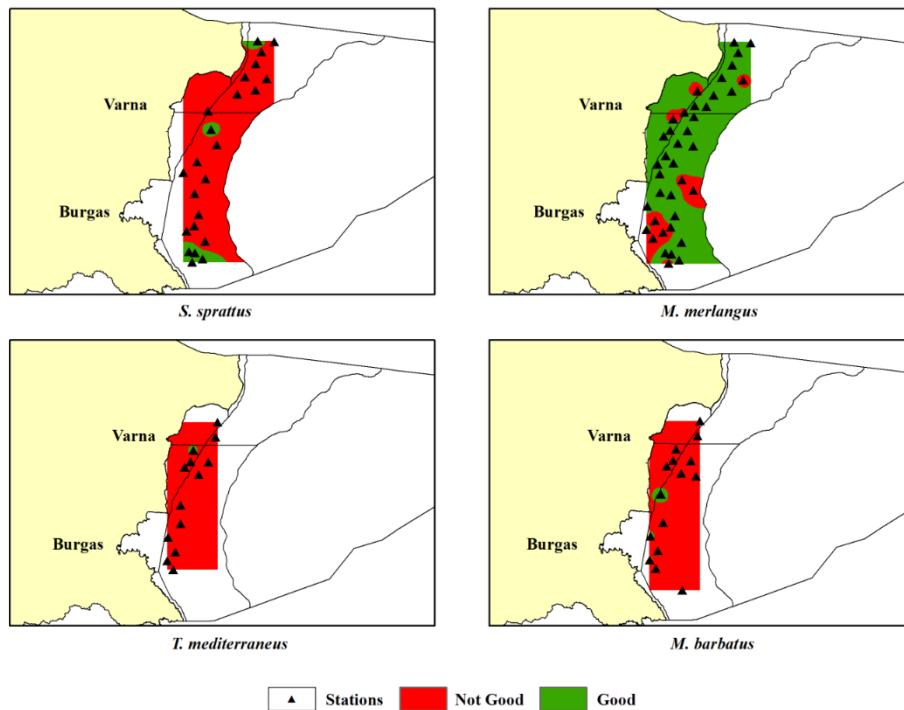 Varna
Burgas
S. sprattus
Varna
Burgas
M. merlangus
Varna
Burgas
T. mediterraneus
Varna
Burgas
M. barbatus
Stations Not Good Good